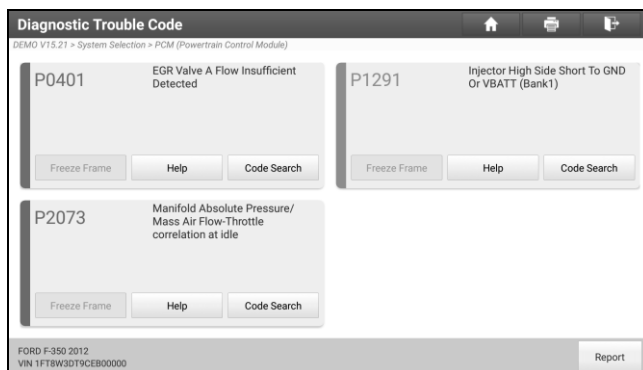 Diagnostic Trouble Code
DEMO V15.21 > System Selection > PCM (Powertrain Control Module)
P0401
EGR Valve A Flow Insufficient
Detected
Freeze Frame
Help
Code Search
P1291
Injector High Side Short To GND
Or VBATT (Bank1)
Freeze Frame
Help
Code Search
P2073
Manifold Absolute Pressure/
Mass Air Flow-Throttle
correlation at idle
Freeze Frame
Help
Code Search
FORD F-350 2012
VIN 1FT8W3DT9CEB00000
Report